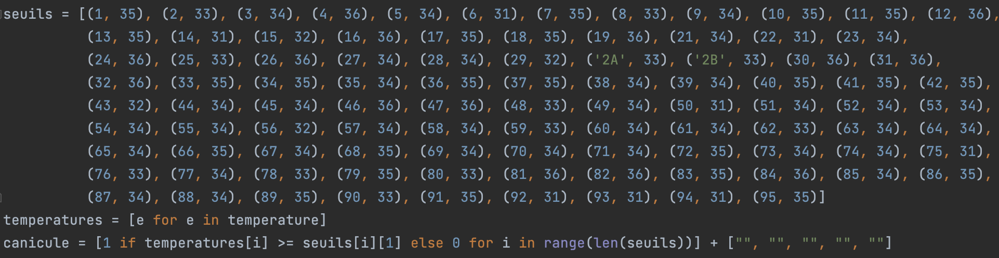 seuils = [(1, 35), (2, 33), (3, 34), (4, 36), (5, 34), (6, 31), (7, 35), (8, 33), (9, 34), (10, 35), (11, 35), (12, 36),
(13, 35), (14, 31), (15, 32), (16, 36), (17, 35), (18, 35), (19, 36), (21, 34), (22, 31), (23, 34),
(24, 36), (25, 33), (26, 36), (27, 34), (28, 34), (29, 32), ('2A', 33), ('2B', 33), (30, 36), (31, 36),
(32, 36), (33, 35), (34, 35), (35, 34), (36, 35), (37, 35), (38, 34), (39, 34), (40, 35), (41, 35), (42, 35),
(43, 32), (44, 34), (45, 34), (46, 36), (47, 36), (48, 33), (49, 34), (50, 31), (51, 34), (52, 34), (53, 34),
(54, 34), (55, 34), (56, 32), (57, 34), (58, 34), (59, 33), (60, 34), (61, 34), (62, 33), (63, 34), (64, 34),
(65, 34), (66, 35), (67, 34), (68, 35), (69, 34), (70, 34), (71, 34), (72, 35), (73, 34), (74, 34), (75, 31),
(76, 33), (77, 34), (78, 33), (79, 35), (80, 33), (81, 36), (82, 36), (83, 35), (84, 36), (85, 34), (86, 35),
(87, 34), (88, 34), (89, 35), (90, 33), (91, 35), (92, 31), (93, 31), (94, 31), (95, 35)]
temperatures = [e for e in temperature]
canicule = [1 if temperatures[i] >= seuils[i][1] else 0 for i in range(len(seuils))] + ["", "", "", "", ""]